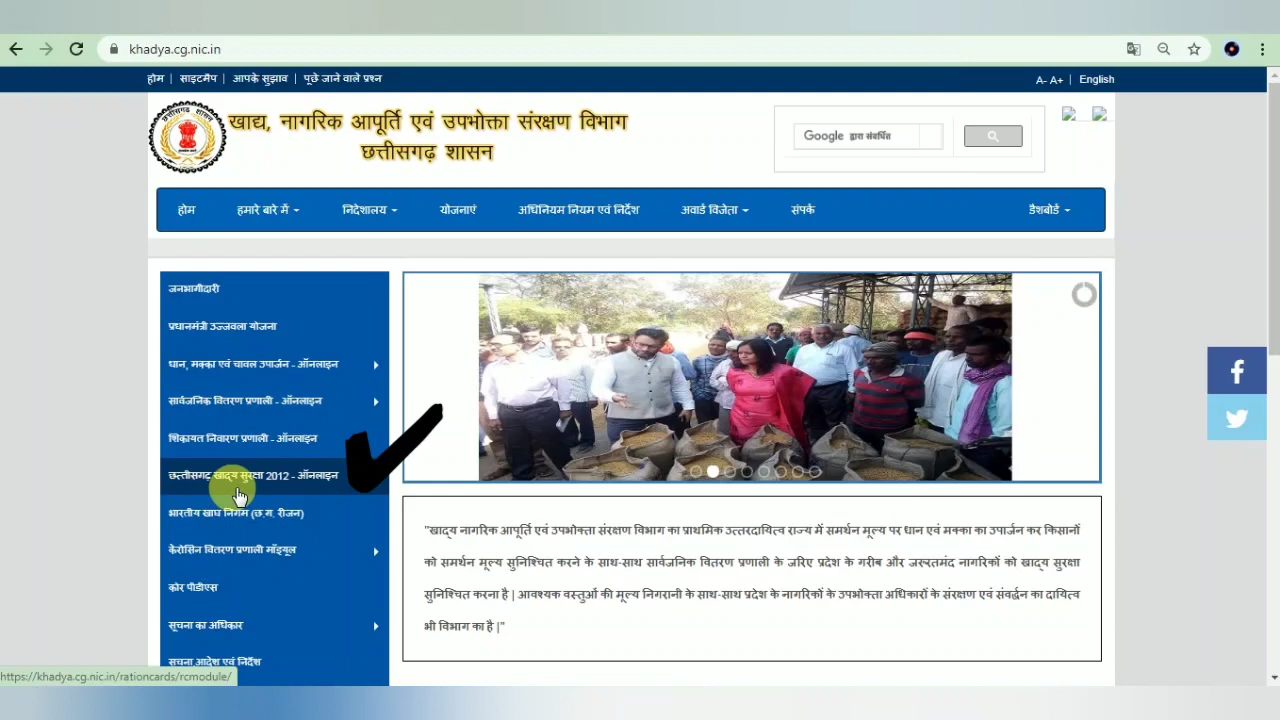 khadya.cg.nic.in
होम | साइटमैप | आपके सुझाव | पूछे जाने वाले प्रश्न
A- A+ | English
खाद्य, नागरिक आपूर्ति एवं उपभोक्ता संरक्षण विभाग
छत्तीसगढ़ शासन
Google द्वारा संवर्धित
होम हमारे बारे में निदेशालय योजनाएं अधिनियम नियम एवं निर्देश अवार्ड विजेता संपर्क डैशबोर्ड
जनभागीदारी
प्रधानमंत्री उज्जवला योजना
धान, मक्का एवं चावल उपार्जन - ऑनलाइन
सार्वजनिक वितरण प्रणाली - ऑनलाइन
शिकायत निवारण प्रणाली - ऑनलाइन
छत्तीसगढ़ खाद्य सुरक्षा 2012 - ऑनलाइन
भारतीय खाद्य निगम (छ.ग. रीजन)
केरोसिन वितरण प्रणाली मॉड्यूल
कोर पीडीएस
सूचना का अधिकार
सूचना आदेश एवं निर्देश
"खाद्य नागरिक आपूर्ति एवं उपभोक्ता संरक्षण विभाग का प्राथमिक उत्तरदायित्व राज्य में समर्थन मूल्य पर धान एवं मक्का का उपार्जन कर किसानों
को समर्थन मूल्य सुनिश्चित करने के साथ-साथ सार्वजनिक वितरण प्रणाली के जरिए प्रदेश के गरीब और जरुरतमंद नागरिकों को खाद्य सुरक्षा
सुनिश्चित करना है | आवश्यक वस्तुओं की मूल्य निगरानी के साथ-साथ प्रदेश के नागरिकों के उपभोक्ता अधिकारों के संरक्षण एवं संवर्द्धन का दायित्व
भी विभाग का है |"
https://khadya.cg.nic.in/rationcards/rcmodule/